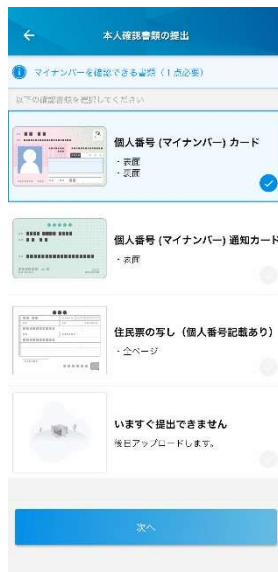 本人確認書類の提出
マイナンバーを確認できる書類（1点必要）
以下の確認書類を選択してください
個人番号 (マイナンバー) カード
・表面
・裏面
個人番号 (マイナンバー) 通知カード
・表面
住民票の写し（個人番号記載あり）
・全ページ
いますぐ提出できません
後日アップロードします。
次へ